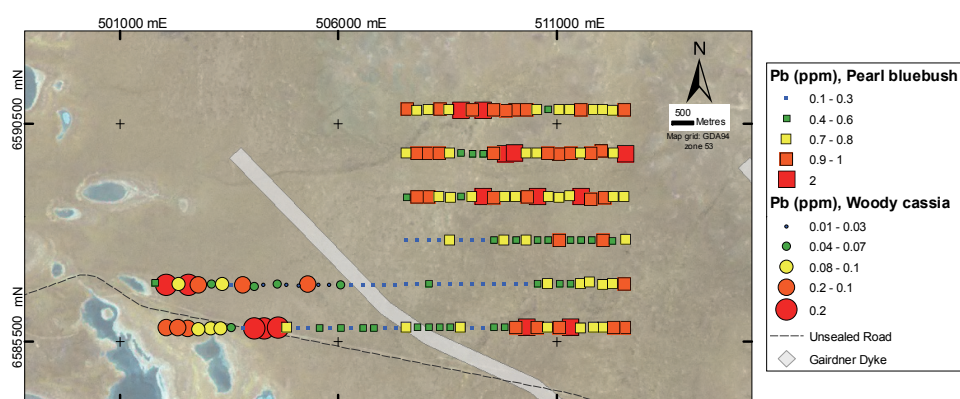 501000 mE 506000 mE 511000 mE
6590500 mN
6585500 mN
N
500
Metres
Map grid: GDA94
zone 53
Pb (ppm), Pearl bluebush
0.1 - 0.3
0.4 - 0.6
0.7 - 0.8
0.9 - 1
2
Pb (ppm), Woody cassia
0.01 - 0.03
0.04 - 0.07
0.08 - 0.1
0.2 - 0.1
0.2
Unsealed Road
Gairdner Dyke